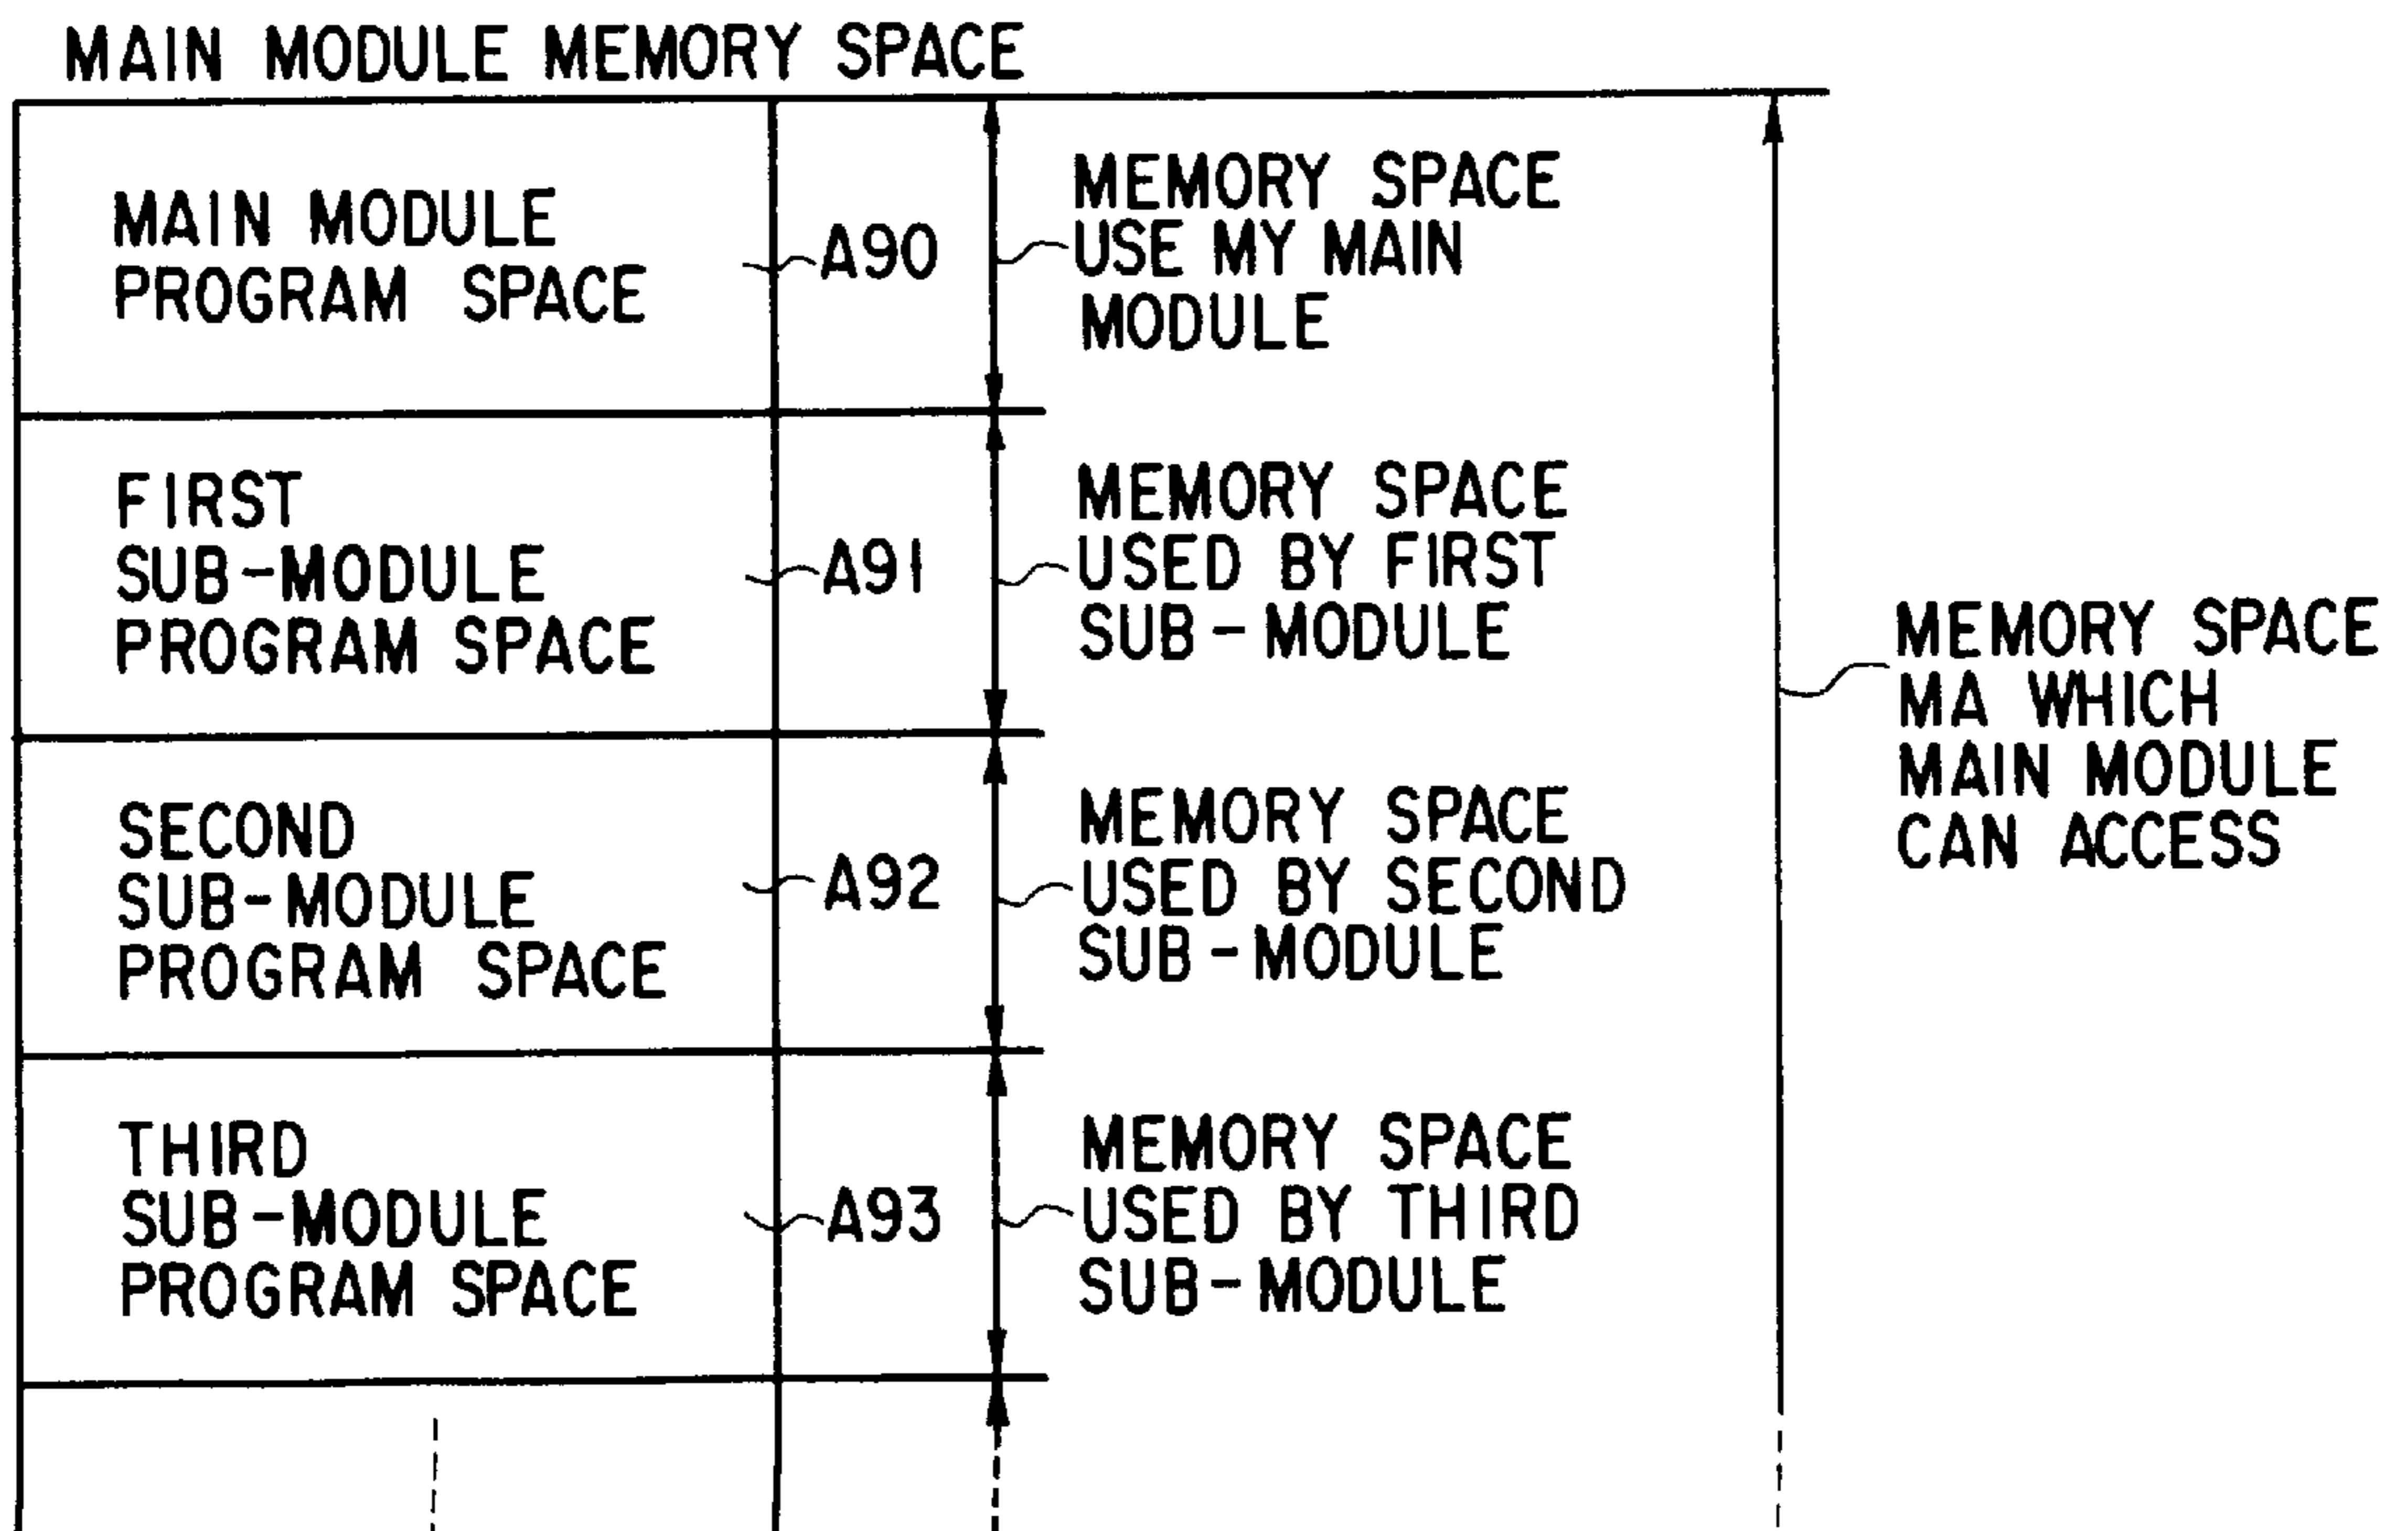 MAIN MODULE MEMORY SPACE
MAIN MODULE
PROGRAM SPACE
A90
MEMORY SPACE
USE MY MAIN
MODULE
FIRST
SUB-MODULE
PROGRAM SPACE
A91
MEMORY SPACE
USED BY FIRST
SUB-MODULE
MEMORY SPACE
MA WHICH
MAIN MODULE
CAN ACCESS
SECOND
SUB-MODULE
PROGRAM SPACE
A92
MEMORY SPACE
USED BY SECOND
SUB-MODULE
THIRD
SUB-MODULE
PROGRAM SPACE
A93
MEMORY SPACE
USED BY THIRD
SUB-MODULE